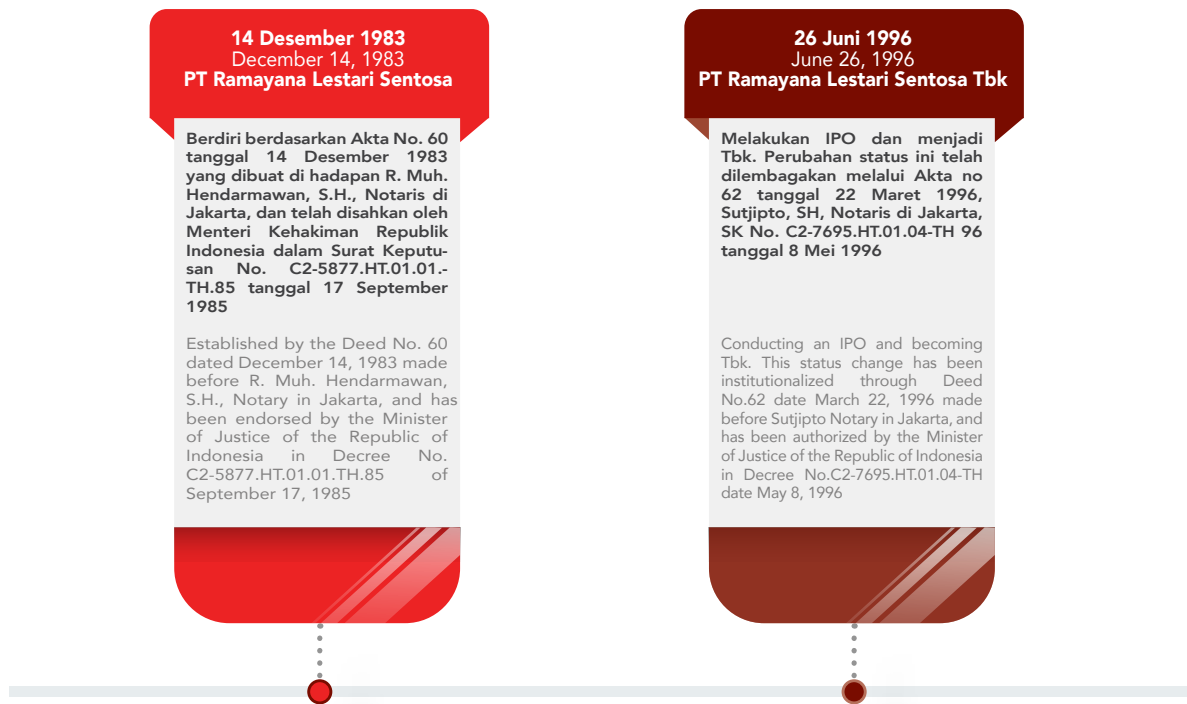 14 Desember 1983
December 14, 1983
PT Ramayana Lestari Sentosa
Berdiri berdasarkan Akta No. 60
tanggal 14 Desember 1983
yang dibuat di hadapan R. Muh.
Hendarmawan, S.H., Notaris di
Jakarta, dan telah disahkan oleh
Menteri Kehakiman Republik
Indonesia dalam Surat Keputu-
san No. C2-5877.HT.01.01.-
TH.85 tanggal 17 September
1985
Established by the Deed No. 60
dated December 14, 1983 made
before R. Muh. Hendarmawan,
S.H., Notary in Jakarta, and has
been endorsed by the Minister
of Justice of the Republic of
Indonesia in Decree No.
C2-5877.HT.01.01.TH.85 of
September 17, 1985
26 Juni 1996
June 26, 1996
PT Ramayana Lestari Sentosa Tbk
Melakukan IPO dan menjadi
Tbk. Perubahan status ini telah
dilembagakan melalui Akta no
62 tanggal 22 Maret 1996,
Sutjipto, SH, Notaris di Jakarta,
SK No. C2-7695.HT.01.04-TH 96
tanggal 8 Mei 1996
Conducting an IPO and becoming
Tbk. This status change has been
institutionalized through Deed
No.62 date March 22, 1996 made
before Sutjipto Notary in Jakarta, and
has been authorized by the Minister
of Justice of the Republic of Indonesia
in Decree No.C2-7695.HT.01.04-TH
date May 8, 1996